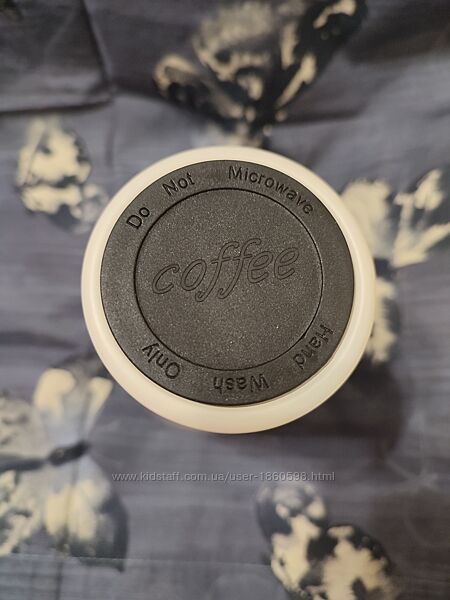 Do Not Microwave
coffee
Hand Wash Only
www.kidstaff.com.ua/user-1860598.html